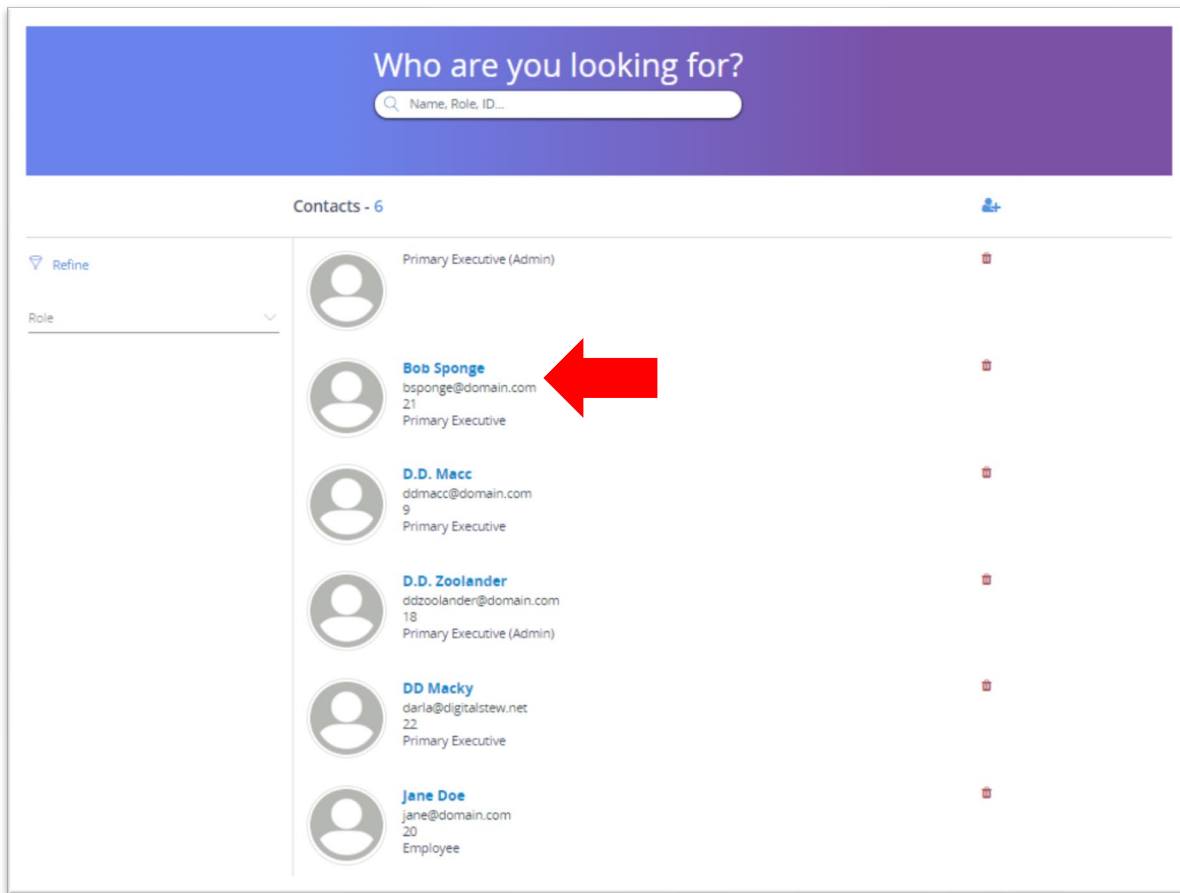 Who are you looking for?
Name, Role, ID...
Contacts - 6
Refine
Role
Primary Executive (Admin)
Bob Sponge
bsponge@domain.com
21
Primary Executive
D.D. Macc
ddmacc@domain.com
9
Primary Executive
D.D. Zoolander
ddzoolander@domain.com
18
Primary Executive (Admin)
DD Macky
darla@digitalstew.net
22
Primary Executive
Jane Doe
jane@domain.com
20
Employee